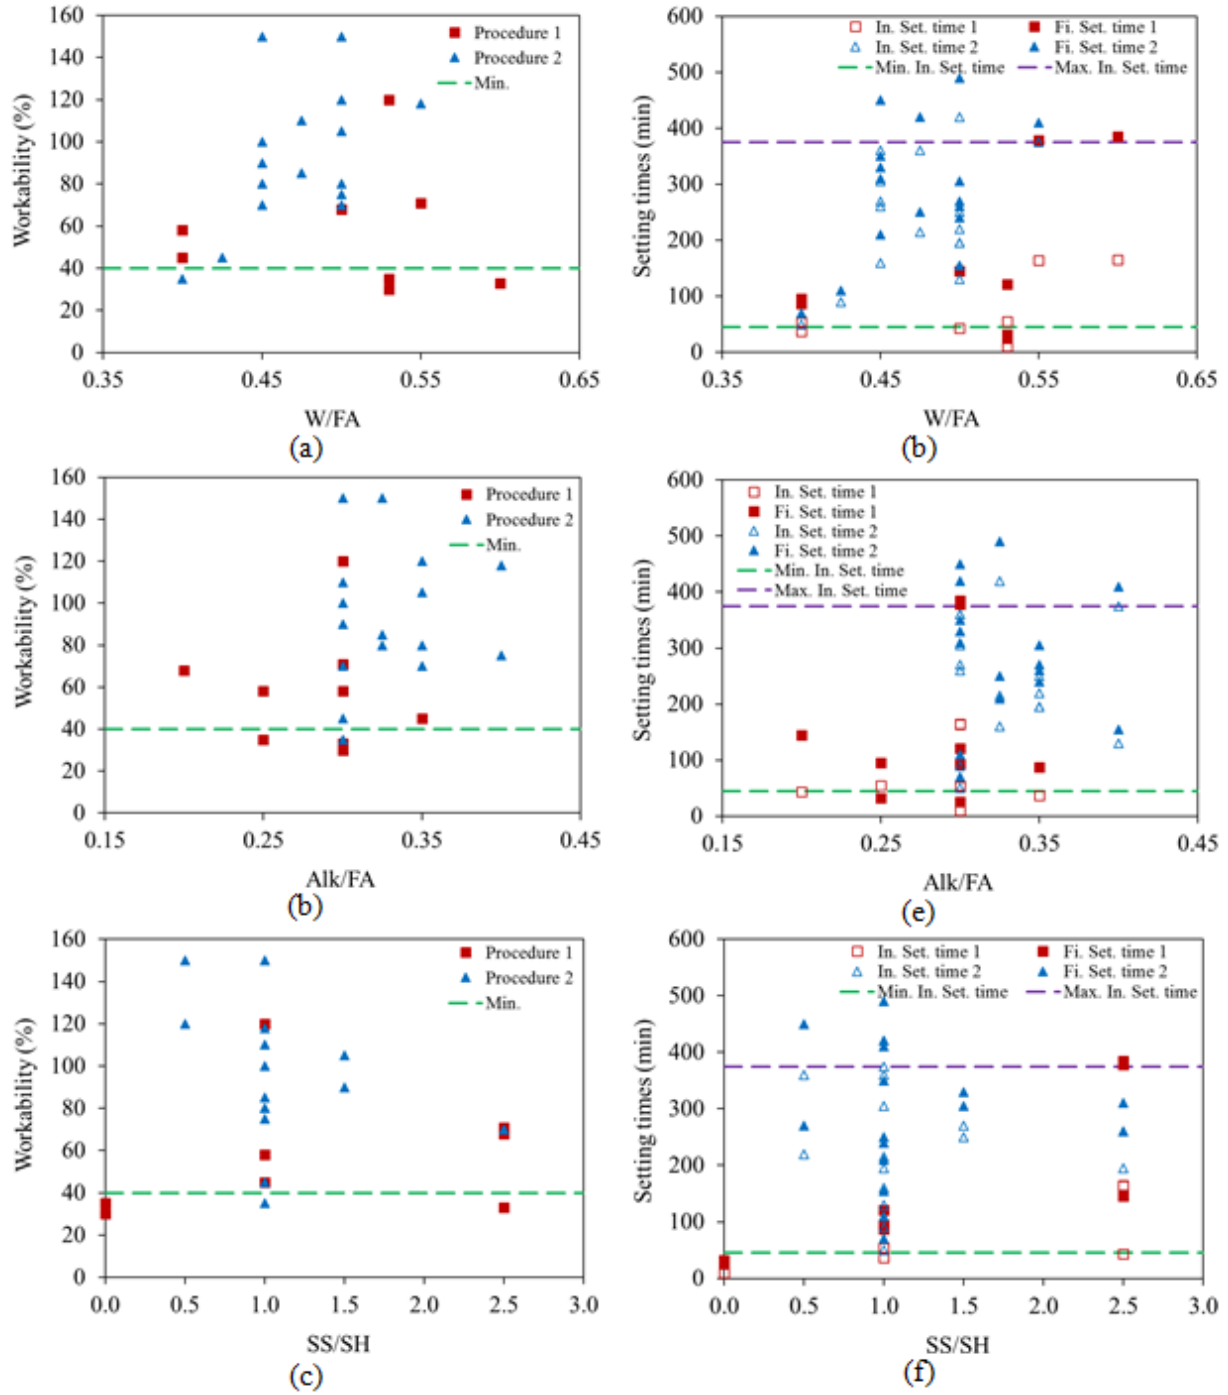 160
140
120
100
80
60
40
20
0
Workability (%)
Procedure 1
Procedure 2
Min.
0.35 0.45 0.55 0.65
W/FA
(a)
600
500
400
300
200
100
0
Setting times (min)
In. Set. time 1 Fi. Set. time 1
In. Set. time 2 Fi. Set. time 2
Min. In. Set. time Max. In. Set. time
0.35 0.45 0.55 0.65
W/FA
(b)
160
140
120
100
80
60
40
20
0
Workability (%)
Procedure 1
Procedure 2
Min.
0.15 0.25 0.35 0.45
Alk/FA
(b)
600
500
400
300
200
100
0
Setting times (min)
In. Set. time 1
Fi. Set. time 1
In. Set. time 2
Fi. Set. time 2
Min. In. Set. time
Max. In. Set. time
0.15 0.25 0.35 0.45
Alk/FA
(e)
160
140
120
100
80
60
40
20
0
Workability (%)
Procedure 1
Procedure 2
Min.
0.0 0.5 1.0 1.5 2.0 2.5 3.0
SS/SH
(c)
600
500
400
300
200
100
0
Setting times (min)
In. Set. time 1 Fi. Set. time 1
In. Set. time 2 Fi. Set. time 2
Min. In. Set. time Max. In. Set. time
0.0 0.5 1.0 1.5 2.0 2.5 3.0
SS/SH
(f)